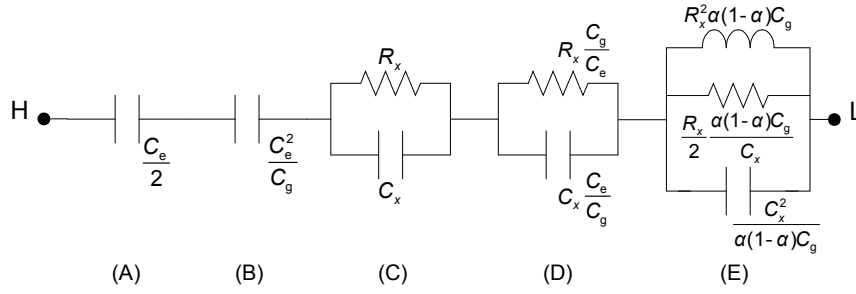 R_x^2 α(1-α)C_g
R_x C_g/C_e
R_x
H
L
C_e/2
C_e^2/C_g
R_x/2 α(1-α)C_g/C_x
C_x
C_x C_e/C_g
C_x^2/α(1-α)C_g
(A) (B) (C) (D) (E)